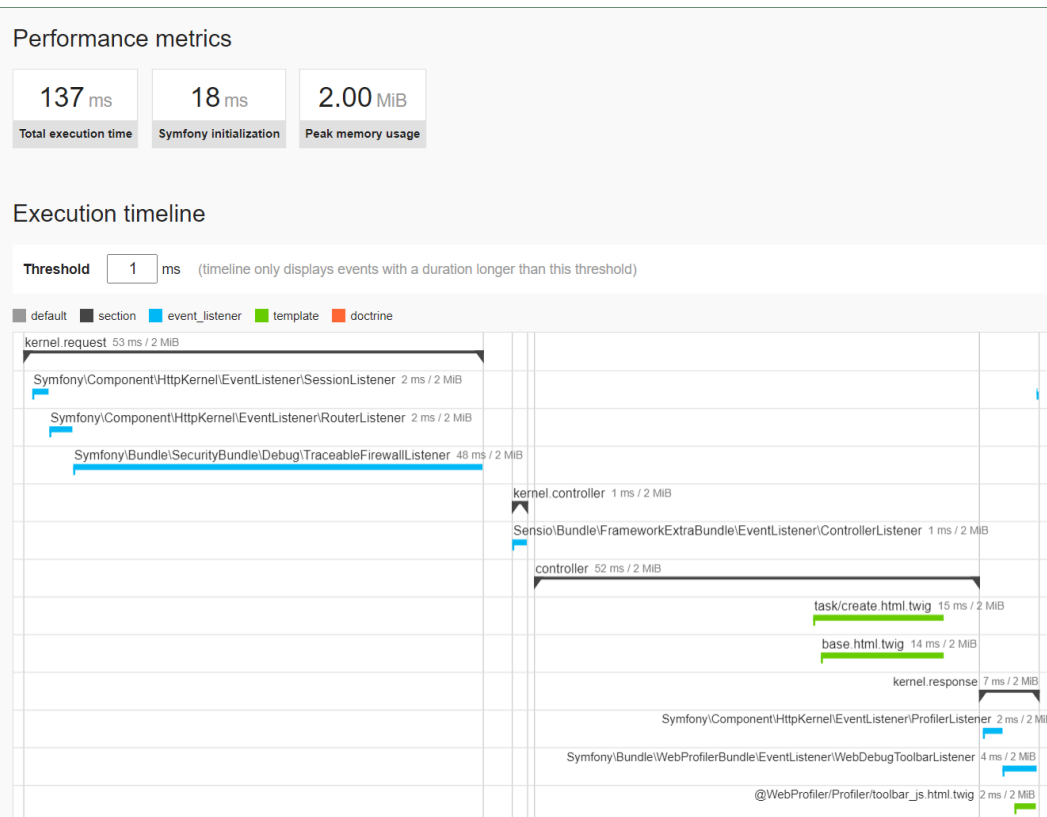 Performance metrics
137 ms 18 ms 2.00 MiB
Total execution time Symfony initialization Peak memory usage
Execution timeline
Threshold 1 ms (timeline only displays events with a duration longer than this threshold)
default section event_listener template doctrine
kernel.request 53 ms / 2 MiB
Symfony\Component\HttpKernel\EventListener\SessionListener 2 ms / 2 MiB
Symfony\Component\HttpKernel\EventListener\RouterListener 2 ms / 2 MiB
Symfony\Bundle\SecurityBundle\Debug\TraceableFirewallListener 48 ms / 2 MiB
kernel.controller 1 ms / 2 MiB
Sensio\Bundle\FrameworkExtraBundle\EventListener\ControllerListener 1 ms / 2 MiB
controller 52 ms / 2 MiB
task/create.html.twig 15 ms / 2 MiB
base.html.twig 14 ms / 2 MiB
kernel.response 7 ms / 2 MiB
Symfony\Component\HttpKernel\EventListener\ProfilerListener 2 ms / 2 Mi
Symfony\Bundle\WebProfilerBundle\EventListener\WebDebugToolbarListener 4 ms / 2 MiB
@WebProfiler/Profiler/toolbar_js.html.twig 2 ms / 2 MiB